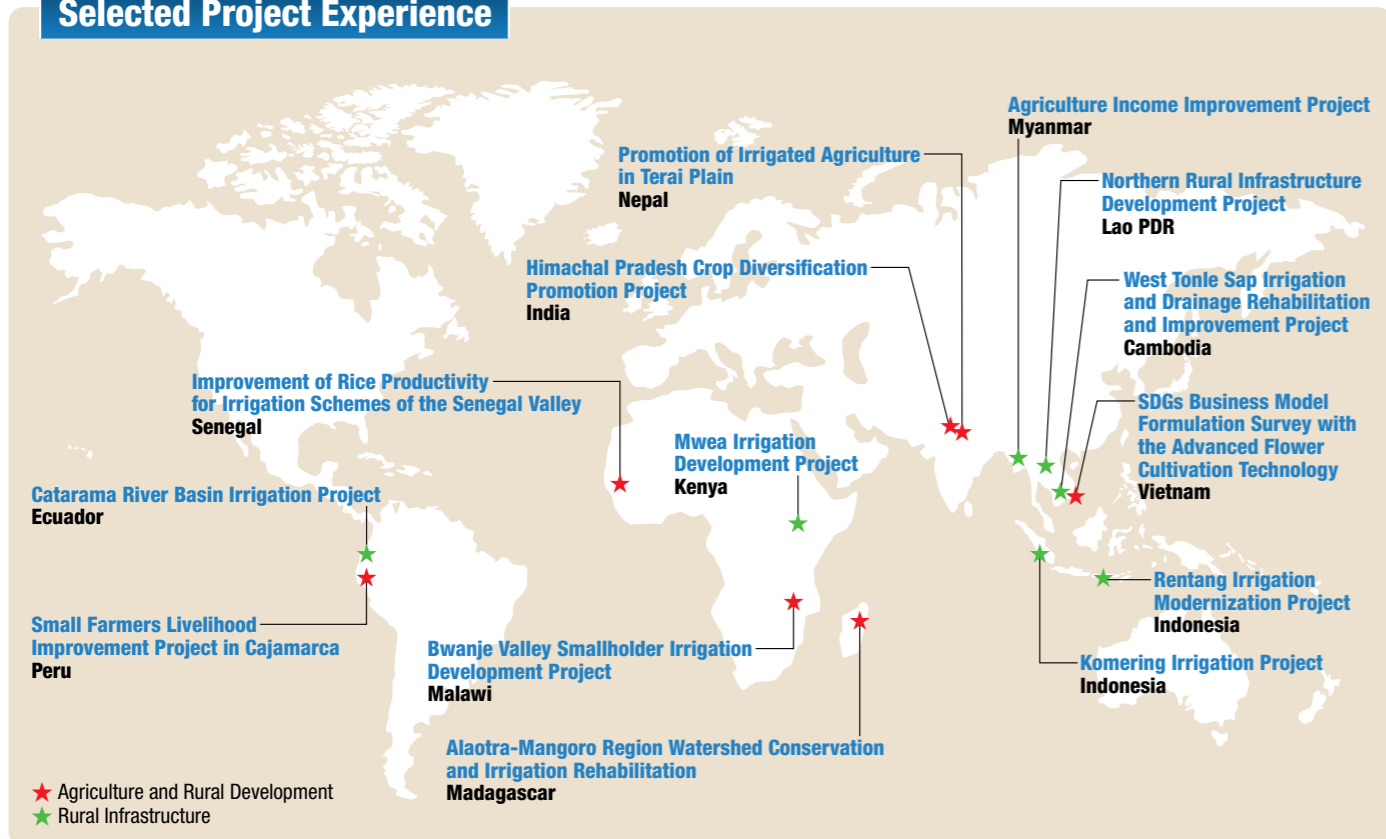 Selected Project Experience
Agriculture Income Improvement Project
Myanmar
Promotion of Irrigated Agriculture
in Terai Plain
Nepal
Northern Rural Infrastructure
Development Project
Lao PDR
Himachal Pradesh Crop Diversification
Promotion Project
India
West Tonle Sap Irrigation
and Drainage Rehabilitation
and Improvement Project
Cambodia
Improvement of Rice Productivity
for Irrigation Schemes of the Senegal Valley
Senegal
SDGs Business Model
Formulation Survey with
the Advanced Flower
Cultivation Technology
Vietnam
Mwea Irrigation
Development Project
Kenya
Catarama River Basin Irrigation Project
Ecuador
Rentang Irrigation
Modernization Project
Indonesia
Small Farmers Livelihood
Improvement Project in Cajamarca
Peru
Bwanje Valley Smallholder Irrigation
Development Project
Malawi
Komering Irrigation Project
Indonesia
Alaotra-Mangoro Region Watershed Conservation
and Irrigation Rehabilitation
Madagascar
Agriculture and Rural Development
Rural Infrastructure